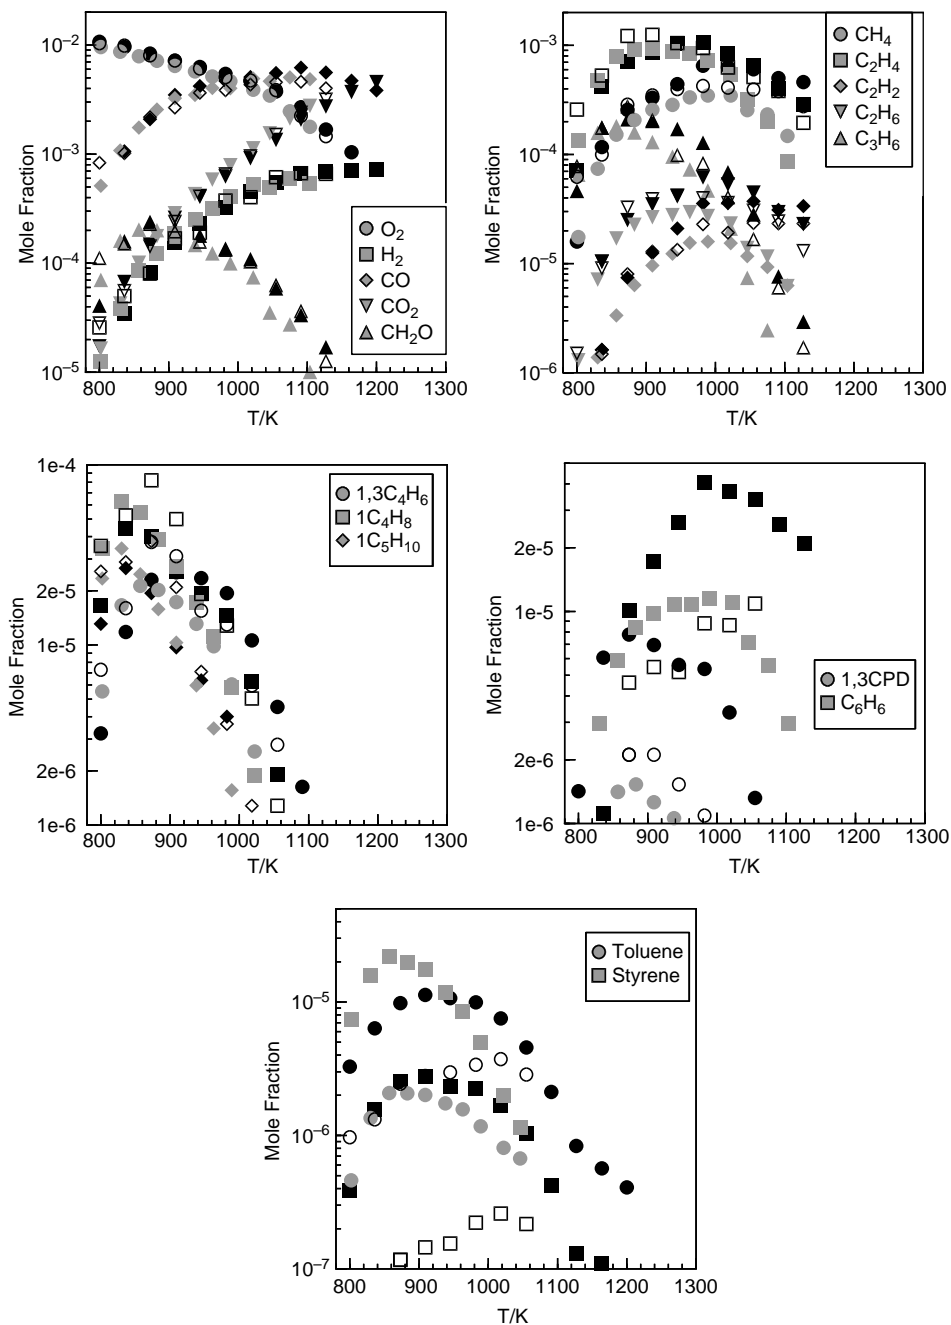 10⁻²
10⁻³
10⁻⁴
10⁻⁵
Mole Fraction
O₂
H₂
CO
CO₂
CH₂O
800 900 1000 1100 1200 1300
T/K
10⁻³
10⁻⁴
10⁻⁵
10⁻⁶
Mole Fraction
CH₄
C₂H₄
C₂H₂
C₂H₆
C₃H₆
800 900 1000 1100 1200 1300
T/K
1e-4
2e-5
1e-5
2e-6
1e-6
Mole Fraction
1,3C₄H₆
1C₄H₈
1C₅H₁₀
800 900 1000 1100 1200 1300
T/K
2e-5
1e-5
2e-6
1e-6
Mole Fraction
1,3CPD
C₆H₆
800 900 1000 1100 1200 1300
T/K
10⁻⁵
10⁻⁶
10⁻⁷
Mole Fraction
Toluene
Styrene
800 900 1000 1100 1200 1300
T/K